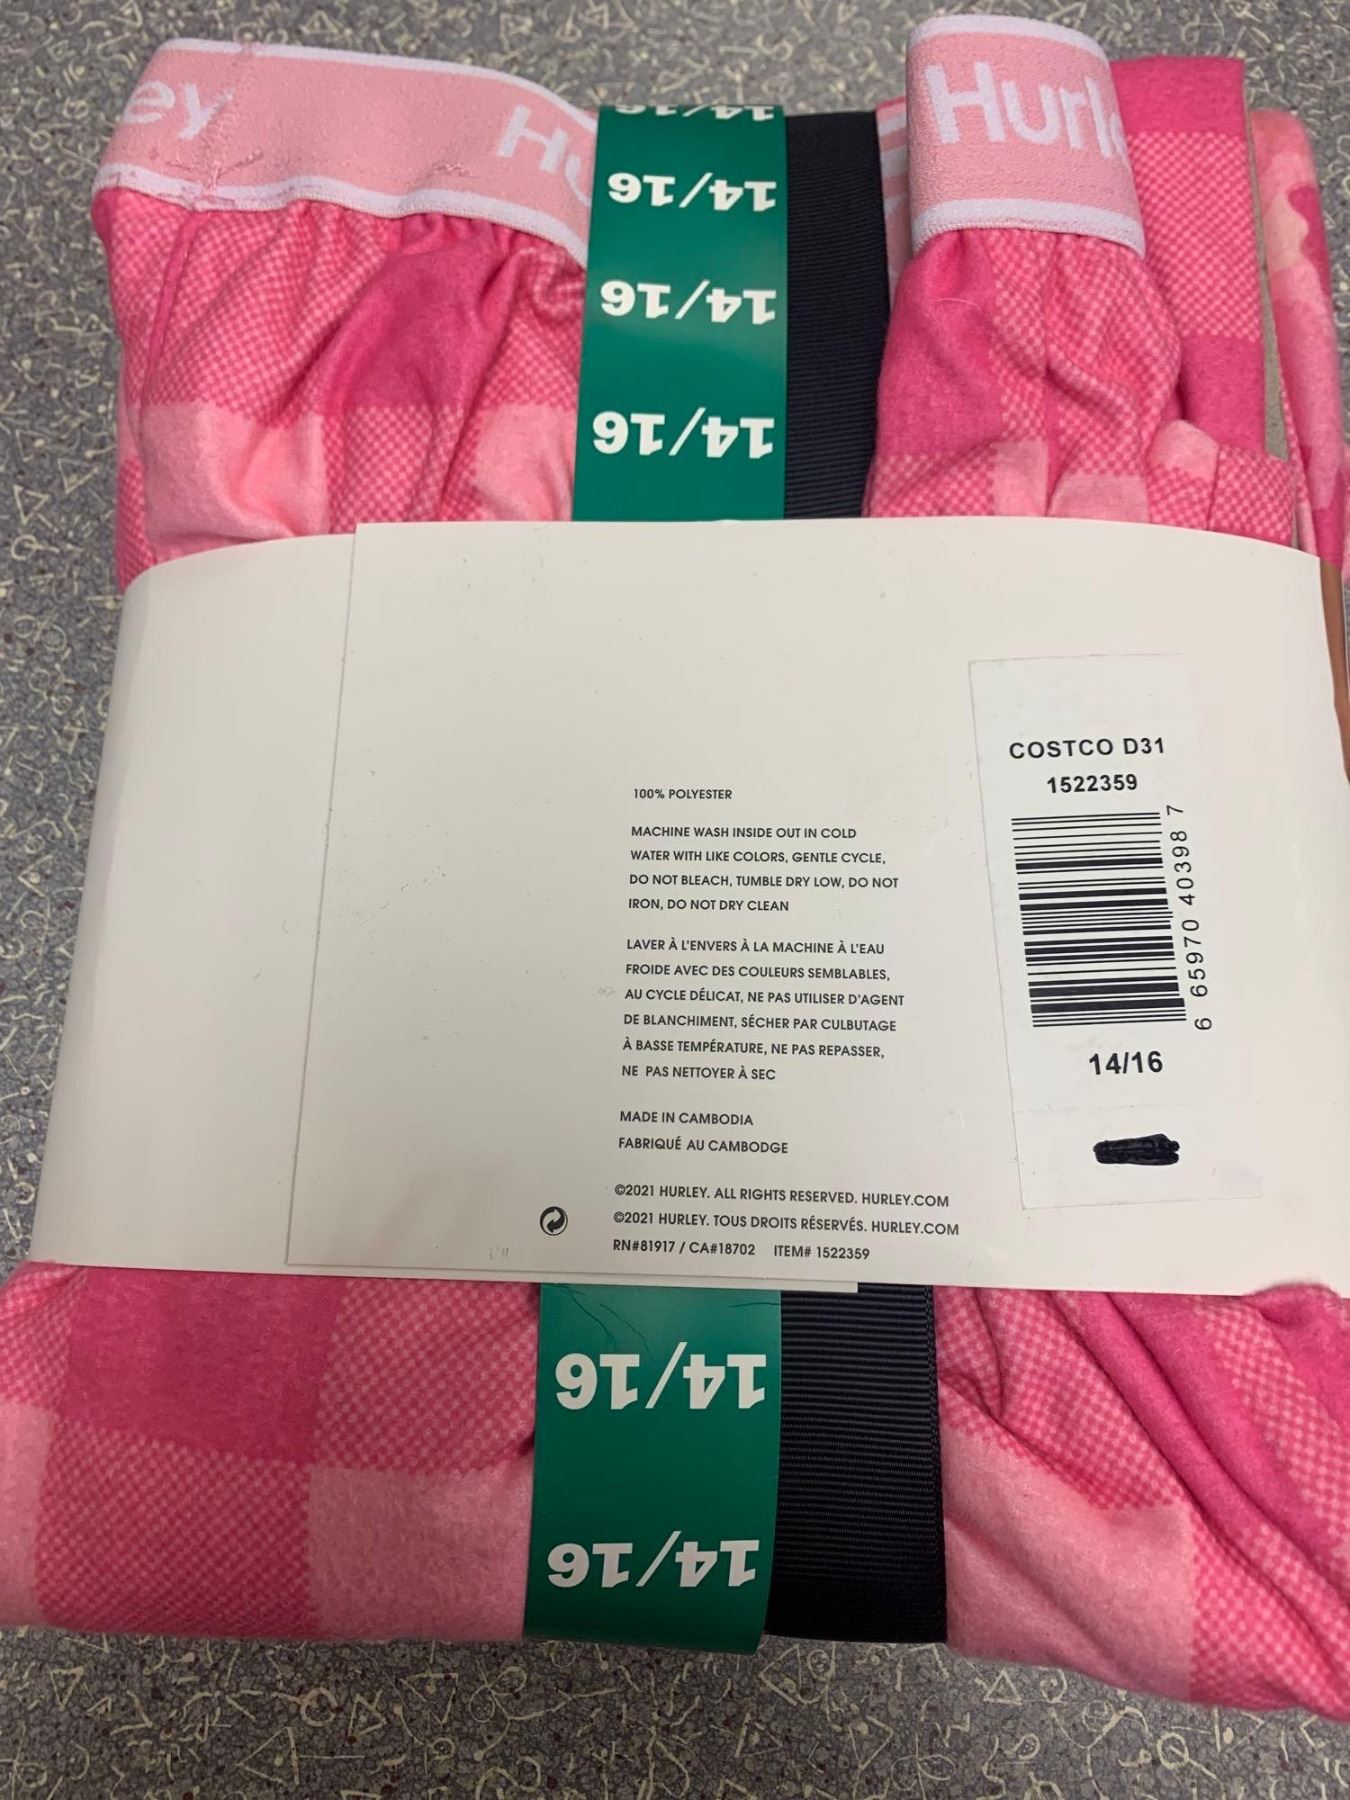 ey
Hu
Hurle
14/16
14/16
14/16
14/16
COSTCO D31
1522359
6 65970 40398 7
14/16
100% POLYESTER
MACHINE WASH INSIDE OUT IN COLD
WATER WITH LIKE COLORS, GENTLE CYCLE,
DO NOT BLEACH, TUMBLE DRY LOW, DO NOT
IRON, DO NOT DRY CLEAN
LAVER À L'ENVERS À LA MACHINE À L'EAU
FROIDE AVEC DES COULEURS SEMBLABLES,
AU CYCLE DÉLICAT, NE PAS UTILISER D'AGENT
DE BLANCHIMENT, SÉCHER PAR CULBUTAGE
À BASSE TEMPÉRATURE, NE PAS REPASSER,
NE PAS NETTOYER À SEC
MADE IN CAMBODIA
FABRIQUÉ AU CAMBODGE
©2021 HURLEY. ALL RIGHTS RESERVED. HURLEY.COM
©2021 HURLEY. TOUS DROITS RÉSERVÉS. HURLEY.COM
RN#81917 / CA#18702 ITEM# 1522359
14/16
14/16